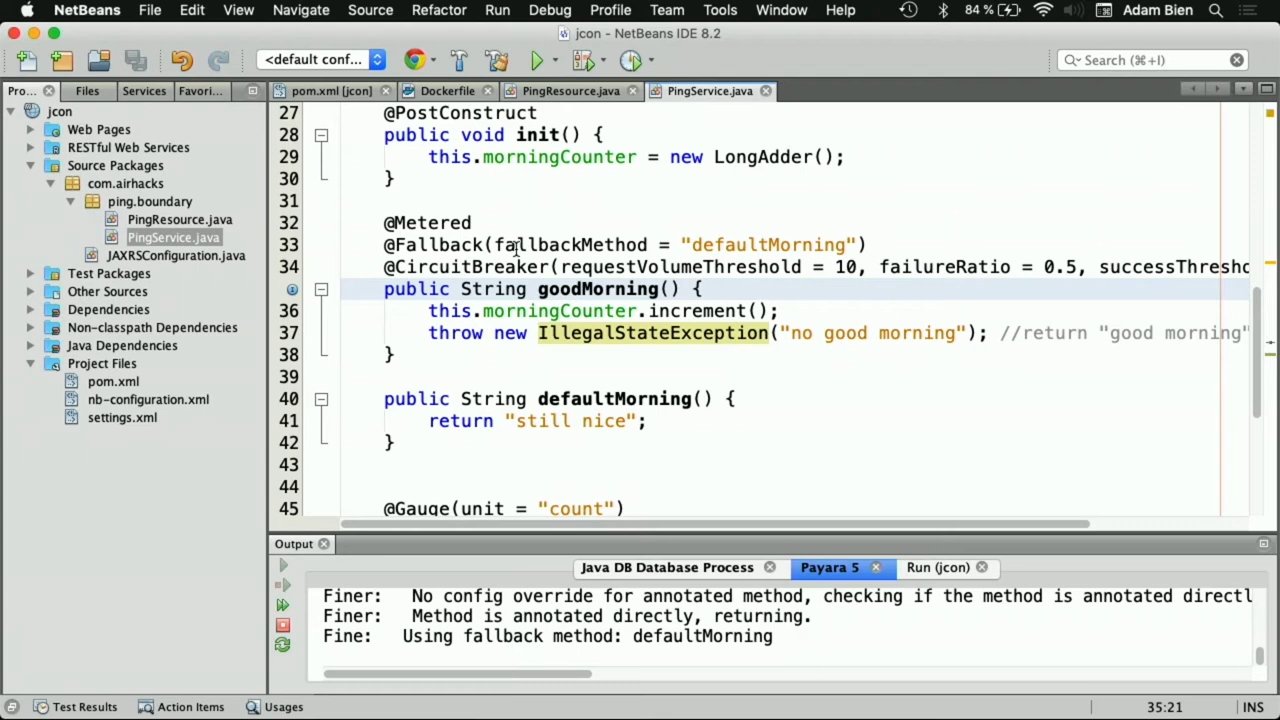 NetBeans File Edit View Navigate Source Refactor Run Debug Profile Team Tools Window Help 84 % Adam Bien
jcon - NetBeans IDE 8.2
<default conf... Search (⌘+I)
Pro... Files Services Favori... pom.xml [jcon] Dockerfile PingResource.java PingService.java
jcon
Web Pages
RESTful Web Services
Source Packages
com.airhacks
ping.boundary
PingResource.java
PingService.java
JAXRSConfiguration.java
Test Packages
Other Sources
Dependencies
Non-classpath Dependencies
Java Dependencies
Project Files
pom.xml
nb-configuration.xml
settings.xml
27 @PostConstruct
28 public void init() {
29 this.morningCounter = new LongAdder();
30 }
31
32 @Metered
33 @Fallback(fallbackMethod = "defaultMorning")
34 @CircuitBreaker(requestVolumeThreshold = 10, failureRatio = 0.5, successThresho
public String goodMorning() {
36 this.morningCounter.increment();
37 throw new IllegalStateException("no good morning"); //return "good morning"
38 }
39
40 public String defaultMorning() {
41 return "still nice";
42 }
43
44
45 @Gauge(unit = "count")
Output
Java DB Database Process Payara 5 Run (jcon)
Finer: No config override for annotated method, checking if the method is annotated directl
Finer: Method is annotated directly, returning.
Fine: Using fallback method: defaultMorning
Test Results Action Items Usages 35:21 INS